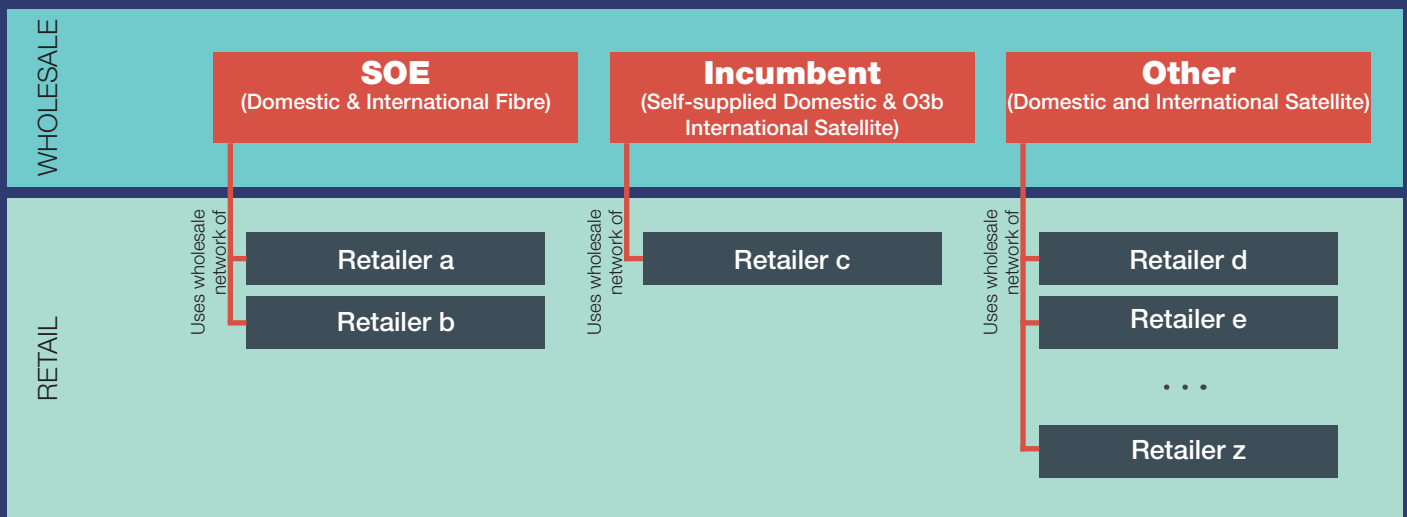 WHOLESALE
SOE
(Domestic & International Fibre)
Incumbent
(Self-supplied Domestic & O3b
International Satellite)
Other
(Domestic and International Satellite)
RETAIL
Uses wholesale
network of
Retailer a
Retailer b
Uses wholesale
network of
Retailer c
Uses wholesale
network of
Retailer d
Retailer e
...
Retailer z